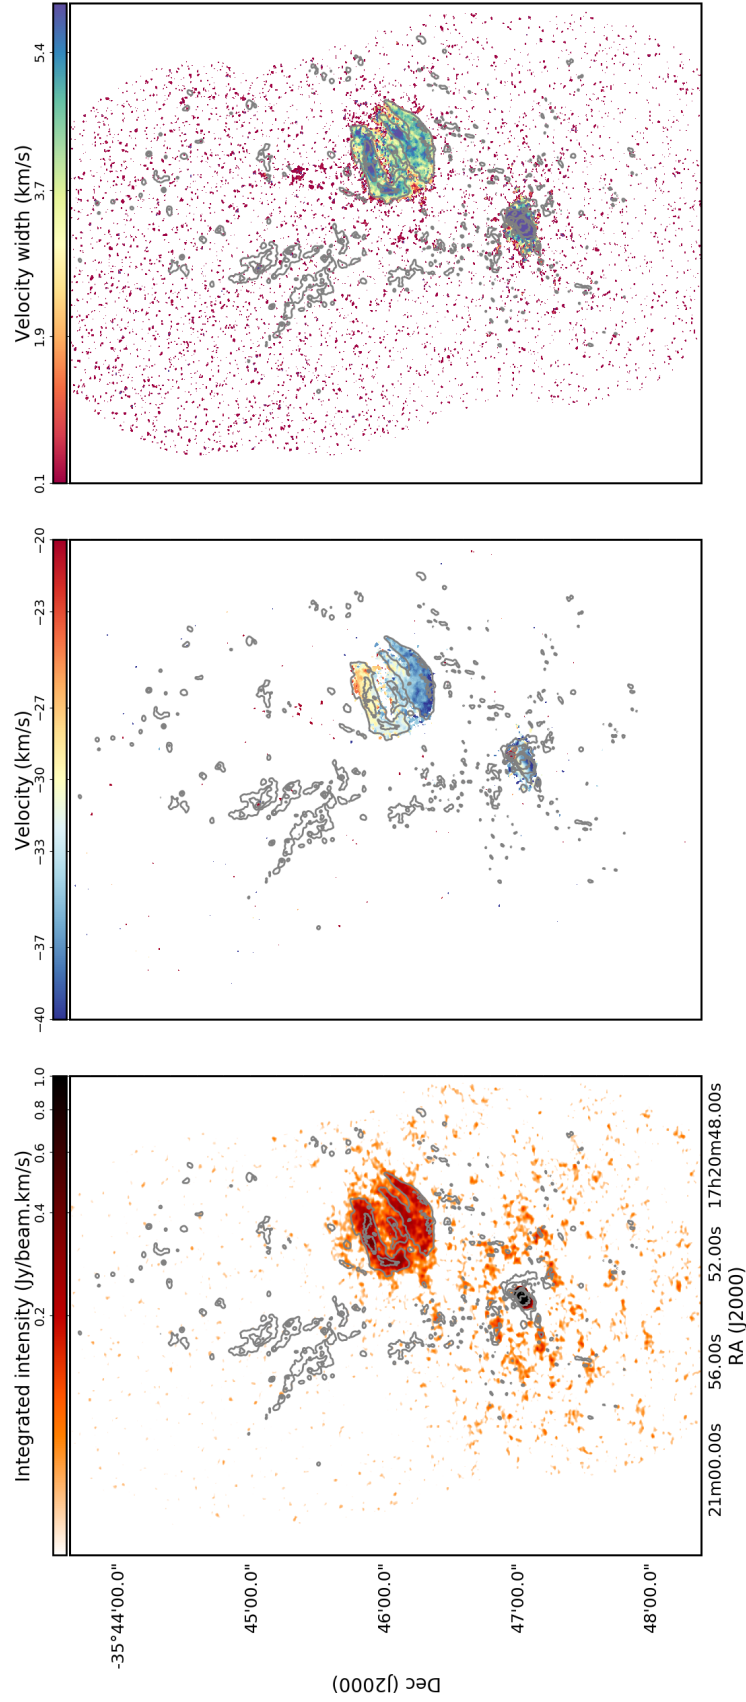 Integrated intensity (Jy/beam.km/s)
0.2
0.4
0.6
0.8
1.0
Velocity (km/s)
−40
−37
−33
−30
−27
−23
−20
Velocity width (km/s)
0.1
1.9
3.7
5.4
Dec (J2000)
-35°44'00.0"
45'00.0"
46'00.0"
47'00.0"
48'00.0"
21m00.00s
56.00s
52.00s
17h20m48.00s
RA (J2000)